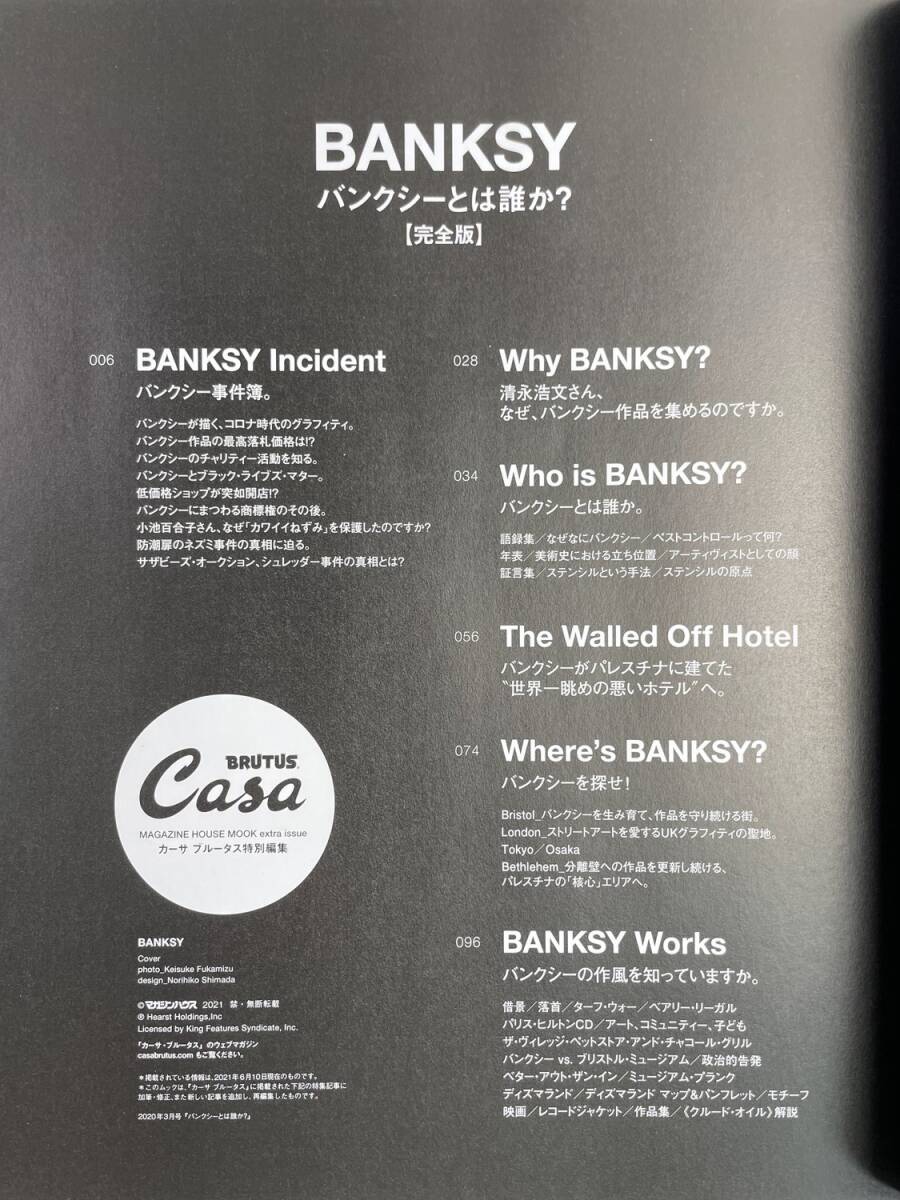 BANKSY
バンクシーとは誰か?
【完全版】
006 BANKSY Incident
バンクシー事件簿。
バンクシーが描く、コロナ時代のグラフィティ。
バンクシー作品の最高落札価格は!?
バンクシーのチャリティー活動を知る。
バンクシーとブラック・ライブズ・マター。
低価格ショップが突如開店!?
バンクシーにまつわる商標権のその後。
小池百合子さん、なぜ「カワイイねずみ」を保護したのですか?
防潮扉のネズミ事件の真相に迫る。
サザビーズ・オークション、シュレッダー事件の真相とは?
BRUTUS
Casa
MAGAZINE HOUSE MOOK extra issue
カーサ ブルータス特別編集
BANKSY
Cover
photo_Keisuke Fukamizu
design_Norihiko Shimada
©マガジンハウス 2021 禁・無断転載
Ⓟ Hearst Holdings,Inc
Licensed by King Features Syndicate, Inc.
「カーサ・ブルータス」のウェブマガジン
casabrutus.com もご覧ください。
*掲載されている情報は、2021年6月10日現在のものです。
*このムックは、『カーサ ブルータス』に掲載された下記の特集記事に
加筆・修正、また新しい記事を追加し、再編集したものです。
2020年3月号『バンクシーとは誰か?』
028 Why BANKSY?
清永浩文さん、
なぜ、バンクシー作品を集めるのですか。
034 Who is BANKSY?
バンクシーとは誰か。
語録集/なぜなにバンクシー/ペストコントロールって何?
年表/美術史における立ち位置/アーティヴィストとしての顔
証言集/ステンシルという手法/ステンシルの原点
056 The Walled Off Hotel
バンクシーがパレスチナに建てた
“世界一眺めの悪いホテル”へ。
074 Where's BANKSY?
バンクシーを探せ!
Bristol_バンクシーを生み育て、作品を守り続ける街。
London_ストリートアートを愛するUKグラフィティの聖地。
Tokyo/Osaka
Bethlehem_分離壁への作品を更新し続ける、
パレスチナの「核心」エリアへ。
096 BANKSY Works
バンクシーの作風を知っていますか。
借景/落首/ターフ・ウォー/ベアリー・リーガル
パリス・ヒルトンCD/アート、コミュニティー、子ども
ザ・ヴィレッジ・ペットストア・アンド・チャコール・グリル
バンクシー vs. ブリストル・ミュージアム/政治的告発
ベター・アウト・ザン・イン/ミュージアム・プランク
ディズマランド/ディズマランド マップ&パンフレット/モチーフ
映画/レコードジャケット/作品集/《クルード・オイル》解説